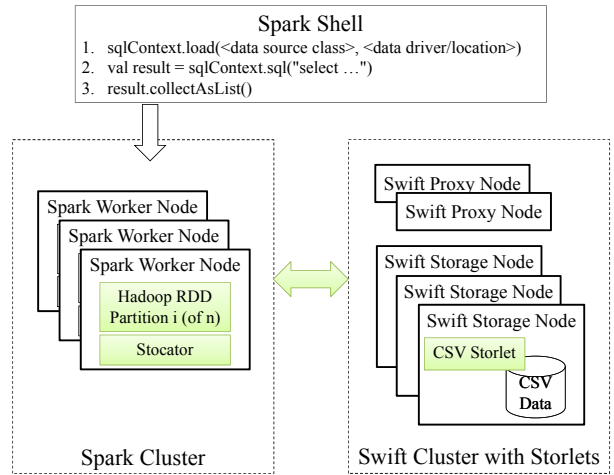 Spark Shell
1. sqlContext.load(<data source class>, <data driver/location>)
2. val result = sqlContext.sql("select …")
3. result.collectAsList()
Spark Worker Node
Spark Worker Node
Spark Worker Node
Hadoop RDD
Partition i (of n)
Stocator
Spark Cluster
Swift Proxy Node
Swift Proxy Node
Swift Storage Node
Swift Storage Node
Swift Storage Node
CSV Storlet
CSV
Data
Swift Cluster with Storlets